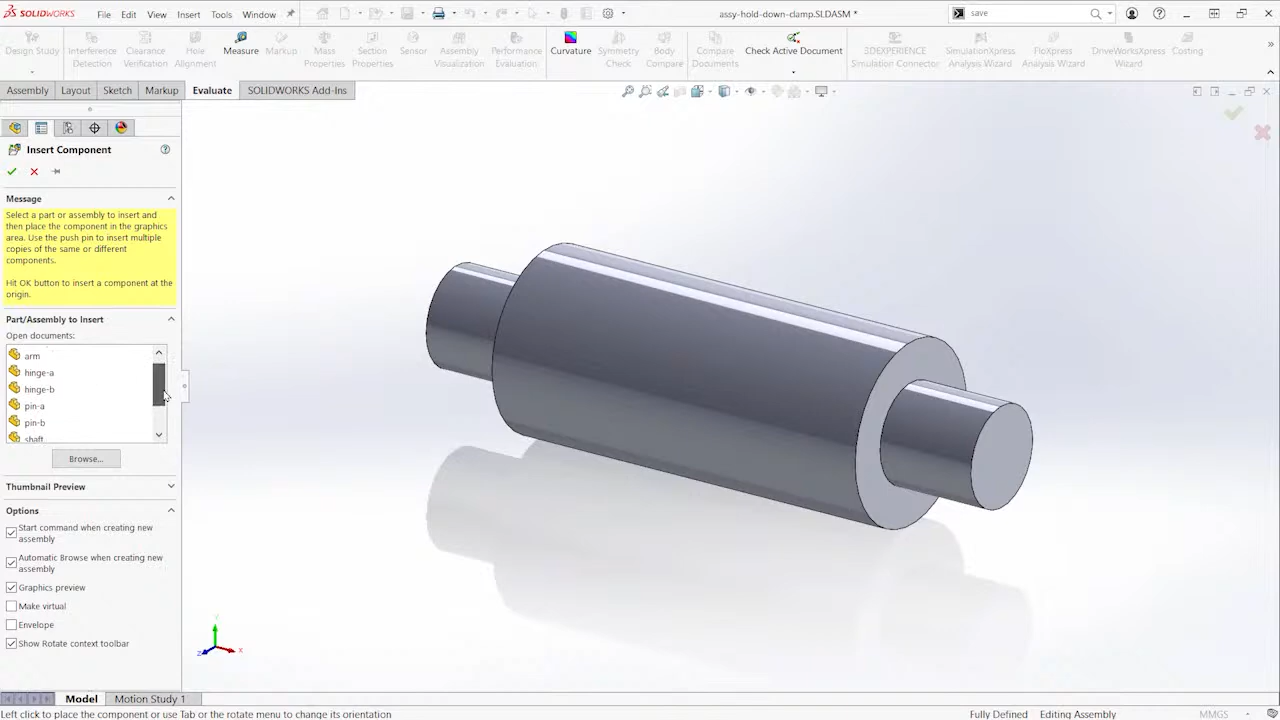 SOLIDWORKS File Edit View Insert Tools Window assy-hold-down-clamp.SLDASM * save
Design Study Interference Detection Clearance Verification Hole Alignment Measure Markup Mass Properties Section Properties Sensor Assembly Visualization Performance Evaluation Curvature Symmetry Check Body Compare Compare Documents Check Active Document 3DEXPERIENCE Simulation Connector SimulationXpress Analysis Wizard FloXpress Analysis Wizard DriveWorksXpress Wizard Costing
Assembly Layout Sketch Markup Evaluate SOLIDWORKS Add-Ins
Insert Component
Message
Select a part or assembly to insert and
then place the component in the graphics
area. Use the push pin to insert multiple
copies of the same or different
components.
Hit OK button to insert a component at the
origin.
Part/Assembly to Insert
Open documents:
arm
hinge-a
hinge-b
pin-a
pin-b
shaft
Browse...
Thumbnail Preview
Options
Start command when creating new
assembly
Automatic Browse when creating new
assembly
Graphics preview
Make virtual
Envelope
Show Rotate context toolbar
Y
Z X
Model Motion Study 1
Left click to place the component or use Tab or the rotate menu to change its orientation Fully Defined Editing Assembly MMGS